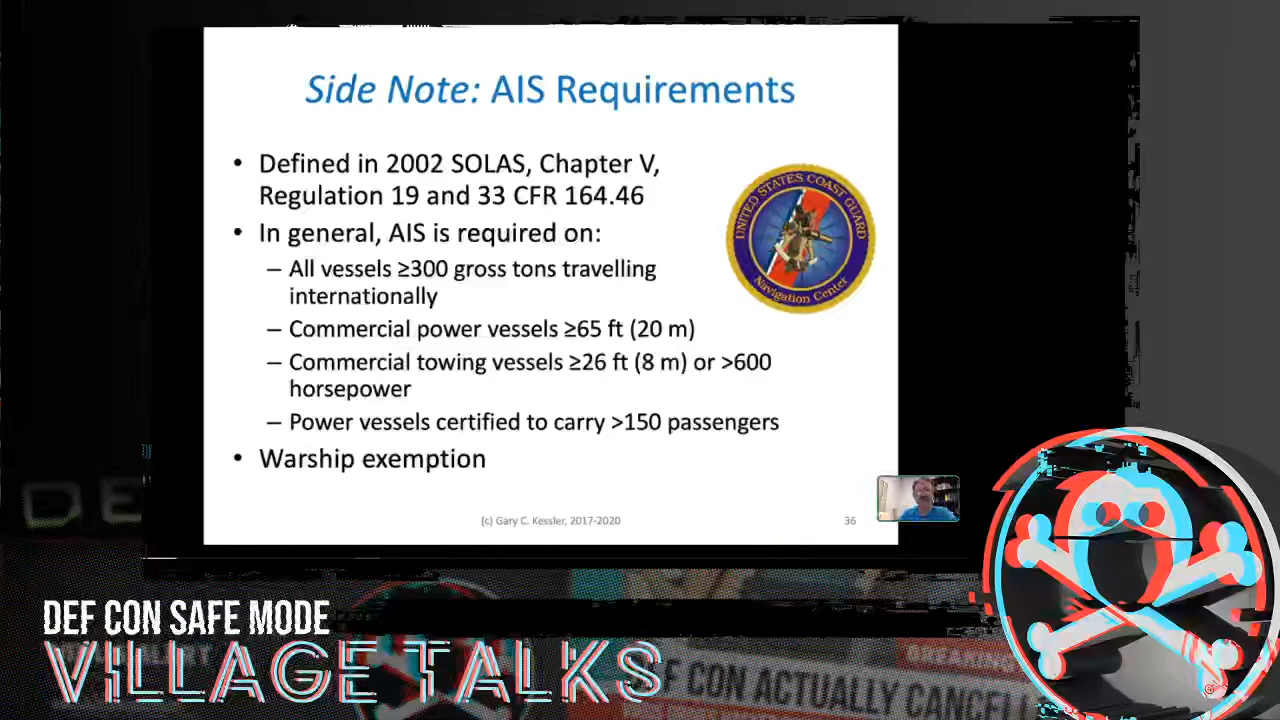 Side Note: AIS Requirements
• Defined in 2002 SOLAS, Chapter V,
Regulation 19 and 33 CFR 164.46
• In general, AIS is required on:
– All vessels ≥300 gross tons travelling
internationally
– Commercial power vessels ≥65 ft (20 m)
– Commercial towing vessels ≥26 ft (8 m) or >600
horsepower
– Power vessels certified to carry >150 passengers
• Warship exemption
UNITED STATES COAST GUARD
Navigation Center
(c) Gary C. Kessler, 2017-2020
36
DEF CON SAFE MODE
VILLAGE TALKS
DEF CON ACTUALLY CANCEL
BREAKING